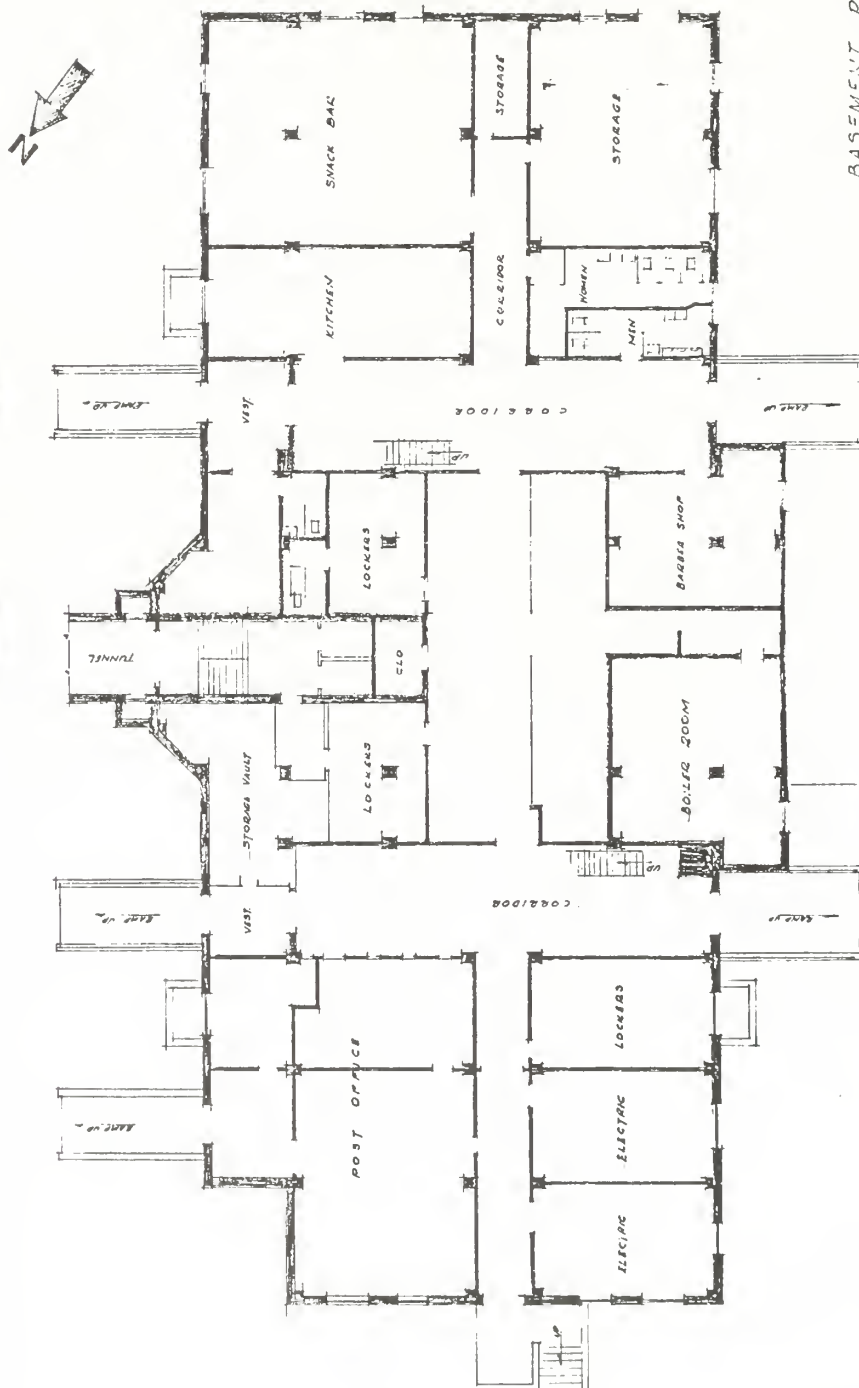 N
SNACK BAR
STORAGE
STORAGE
KITCHEN
CORRIDOR
WOMEN
MEN
RAMP UP
VEST.
CORRIDOR
RAMP UP
UP
LOCKERS
BARBER SHOP
TUNNEL
CLO
LOCKERS
BOILER ROOM
STORAGE VAULT
UP
RAMP UP
VEST.
CORRIDOR
RAMP UP
LOCKERS
RAMP UP
POST OFFICE
ELECTRIC
ELECTRIC
UP
BASEMENT